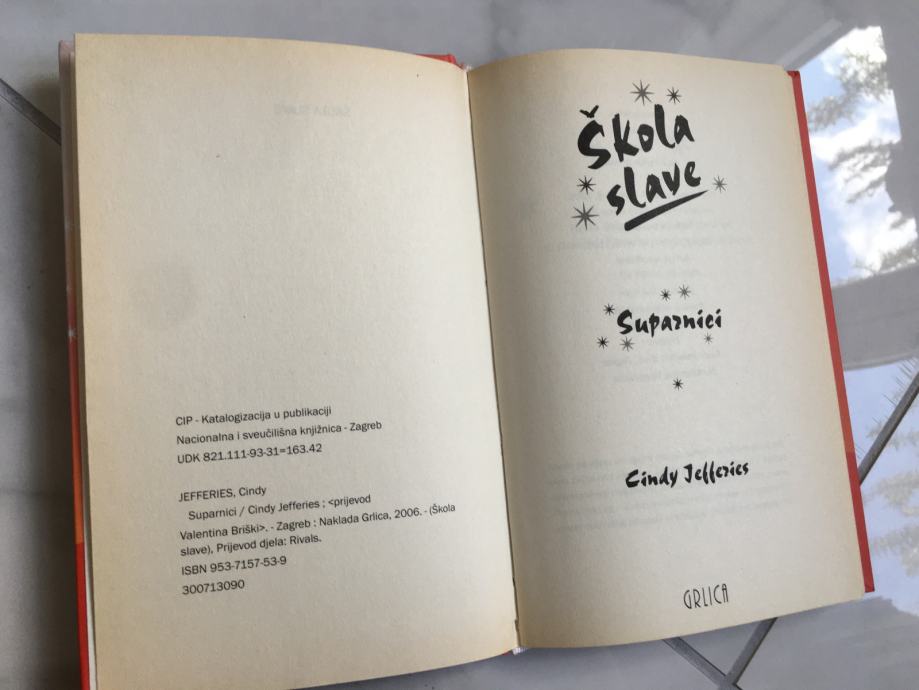 CIP - Katalogizacija u publikaciji
Nacionalna i sveučilišna knjižnica - Zagreb
UDK 821.111-93-31=163.42
JEFFERIES, Cindy
Suparnici / Cindy Jefferies ; <prijevod
Valentina Briški>. - Zagreb : Naklada Grlica, 2006. - (Škola
slave), Prijevod djela: Rivals.
ISBN 953-7157-53-9
300713090
Škola
slave
Suparnici
Cindy Jefferies
GRLICA